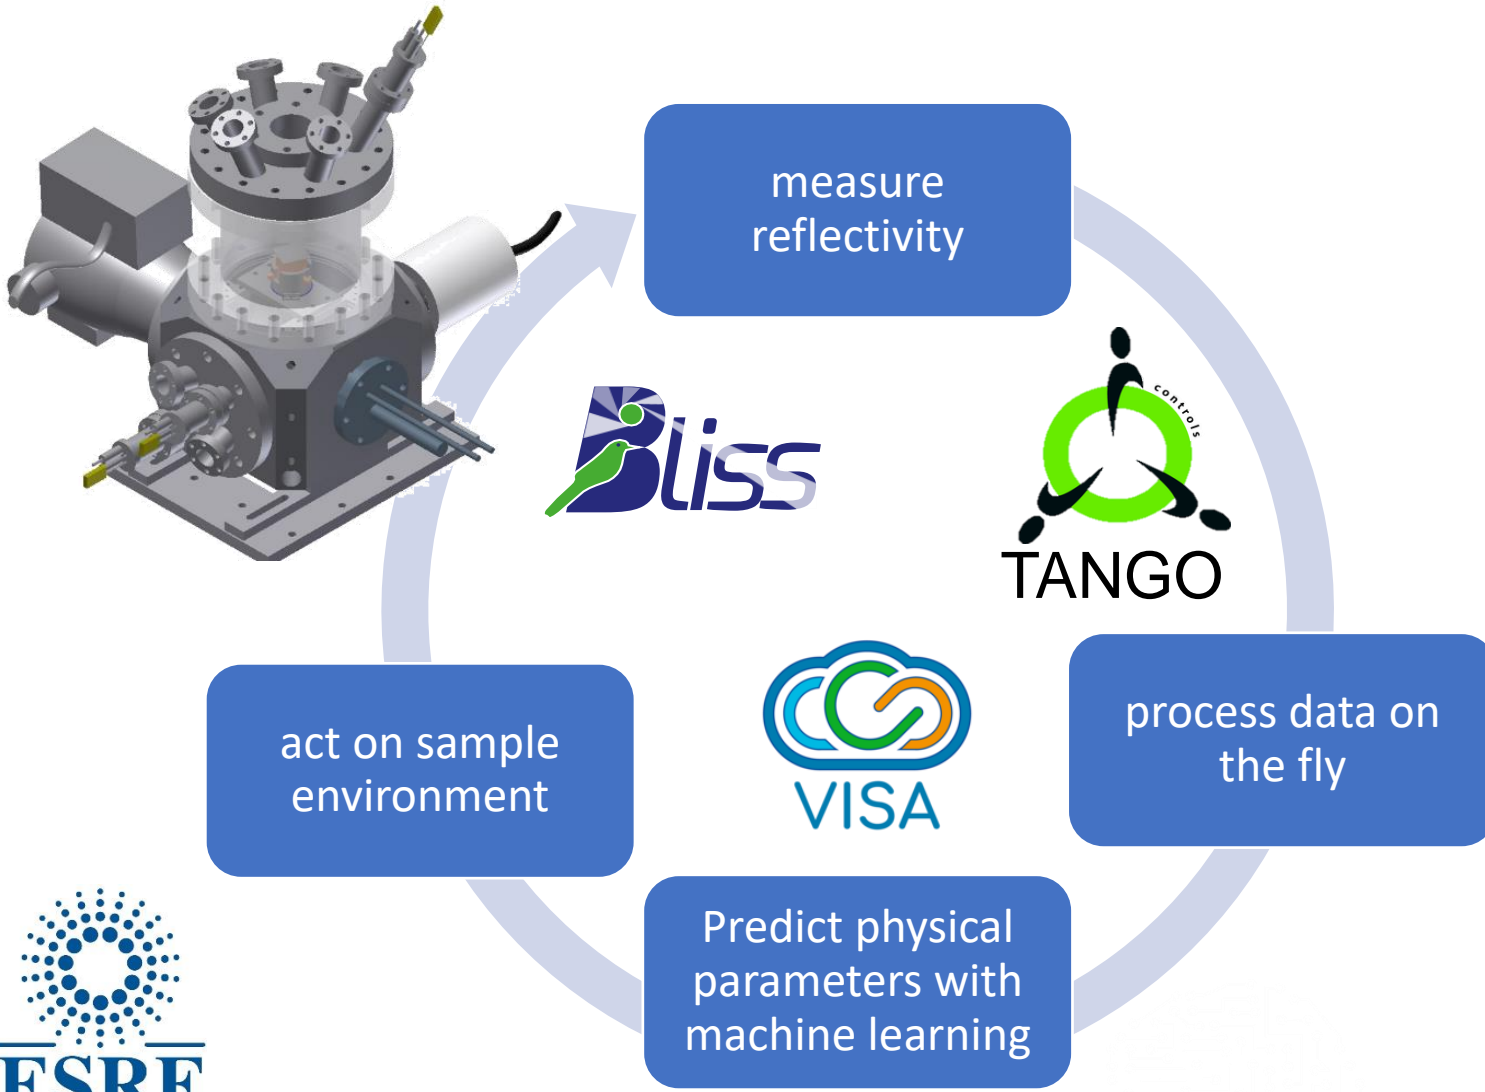 measure
reflectivity
Bliss
controls
TANGO
process data on
the fly
act on sample
environment
VISA
Predict physical
parameters with
machine learning
ESRF